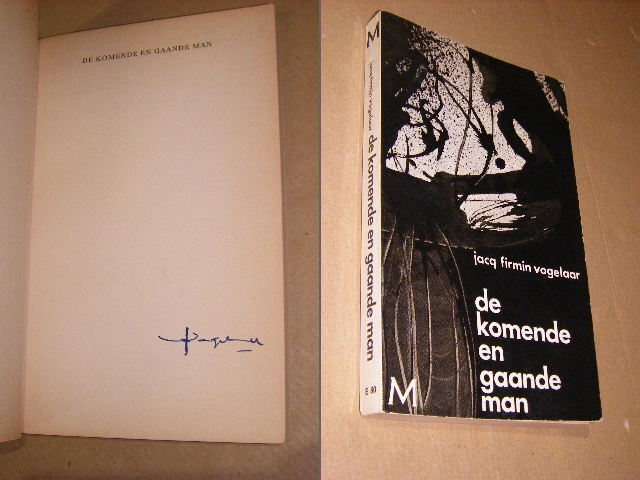 DE KOMENDE EN GAANDE MAN
M
jacq firmin vogelaar
de komende en gaande man
E 80
jacq firmin vogelaar
de
komende
en
gaande
man
M